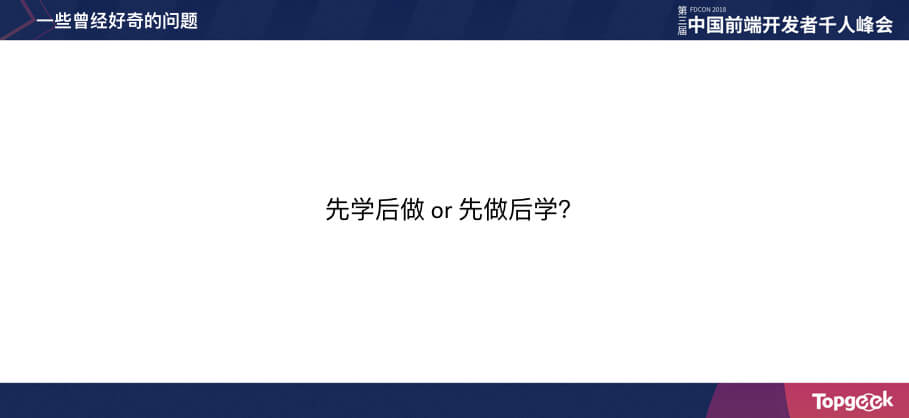 一些曾经好奇的问题
第三届
FDCON 2018
中国前端开发者千人峰会
先学后做 or 先做后学?
Topgeek